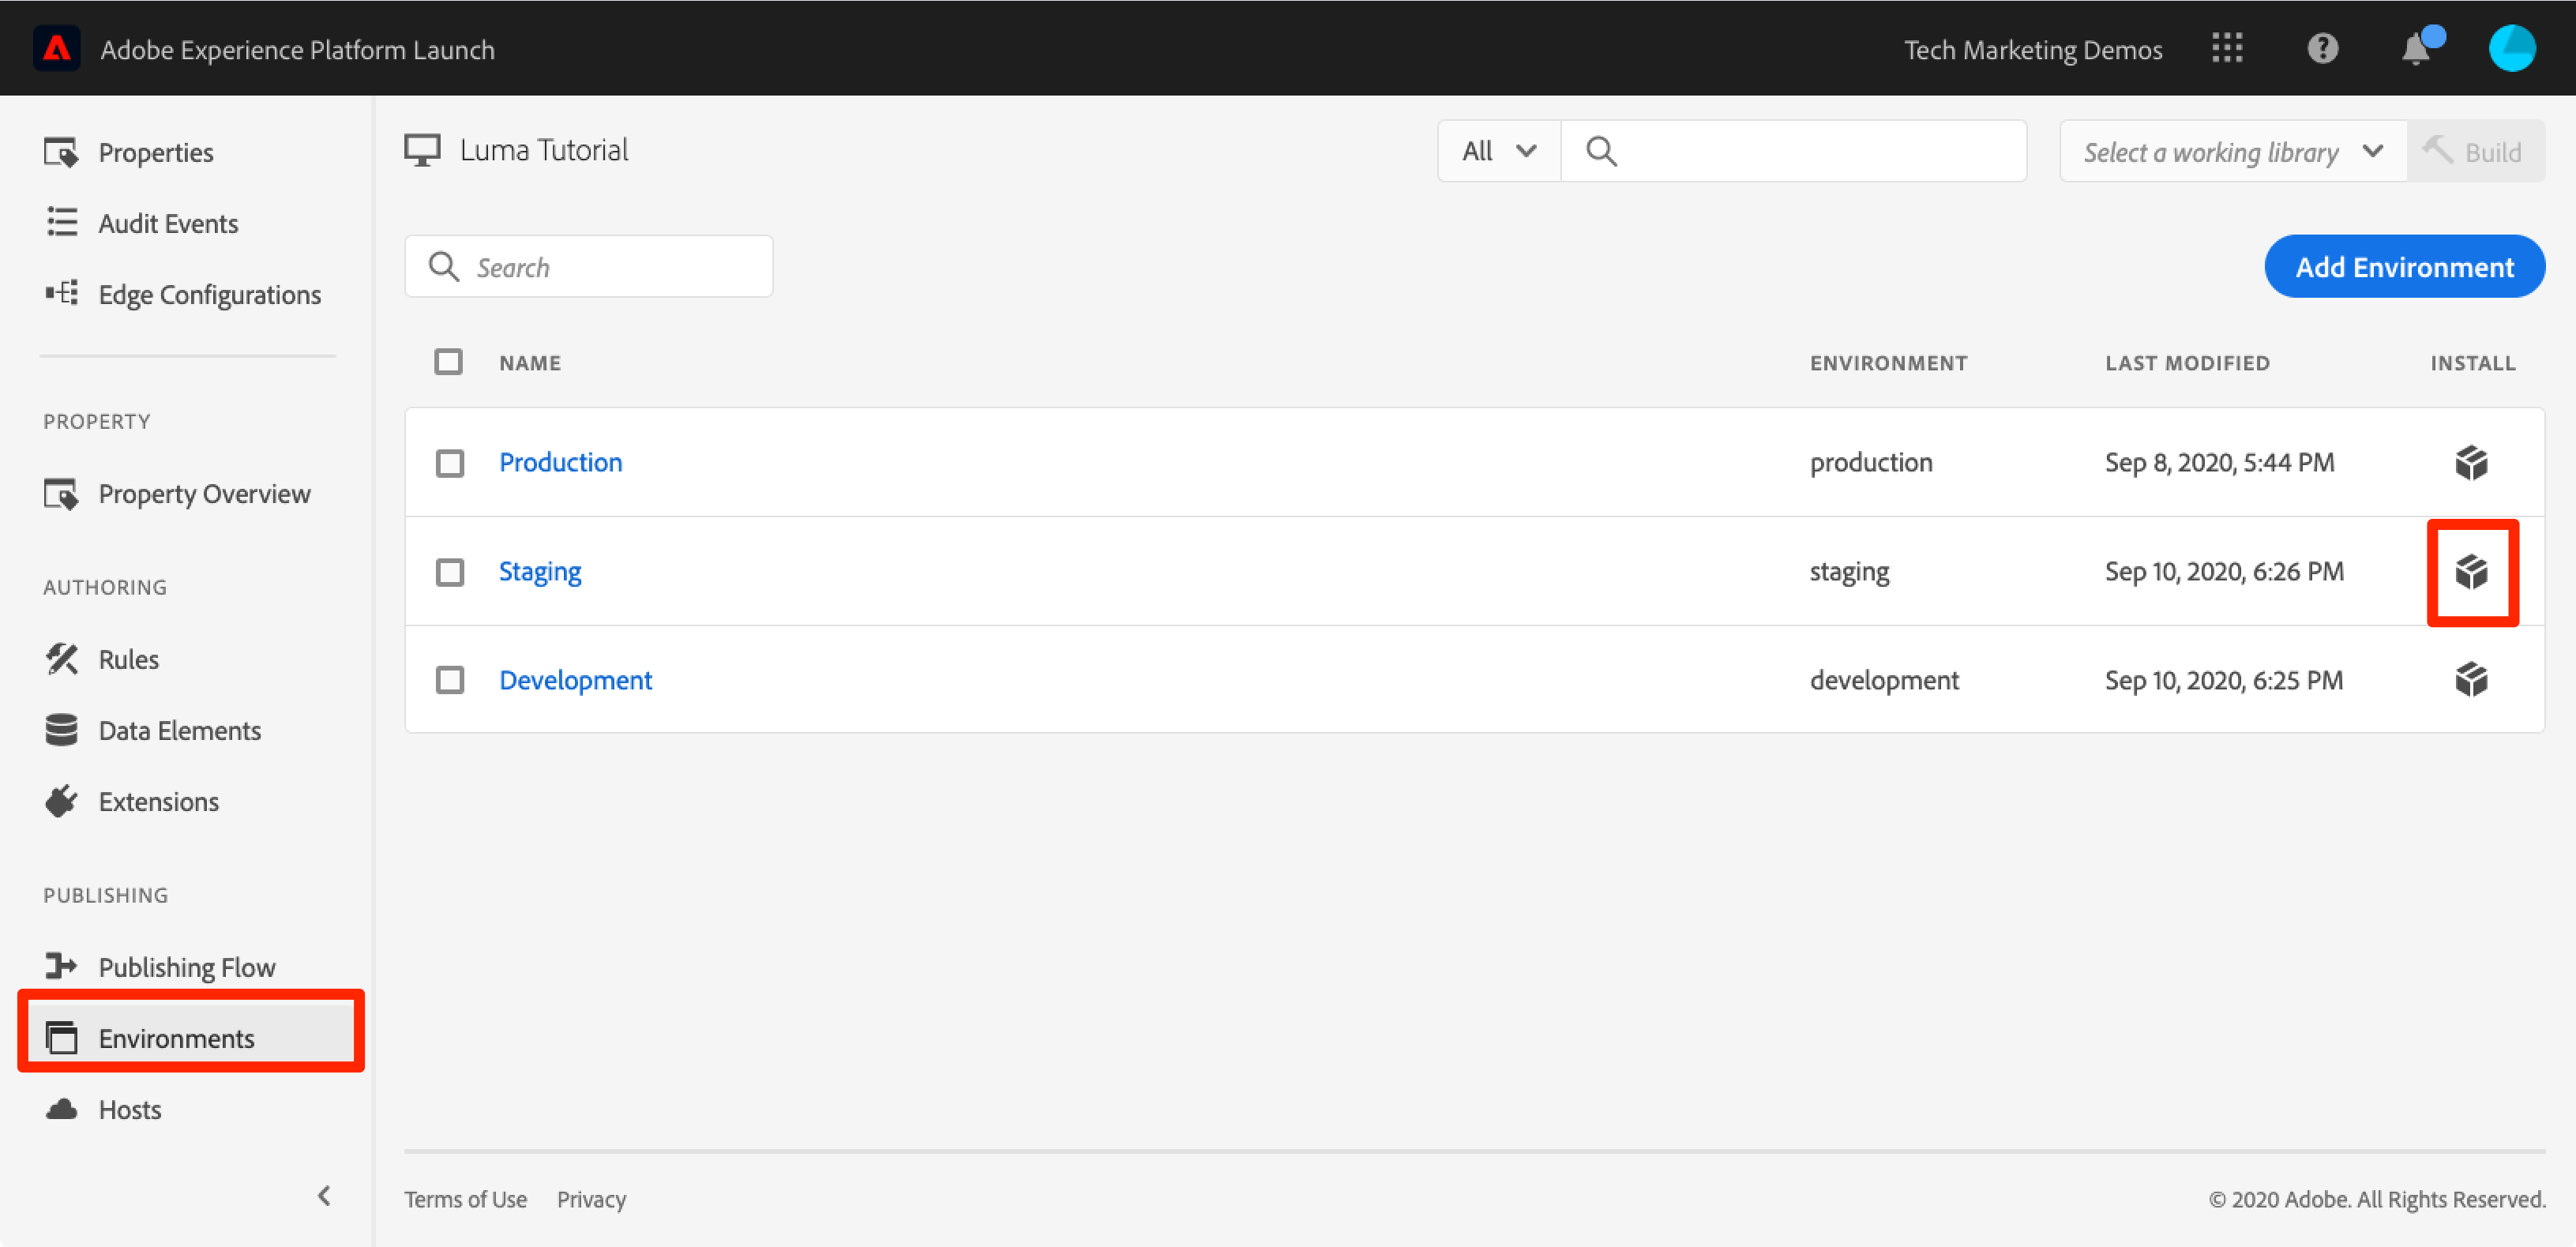 Adobe Experience Platform Launch
Tech Marketing Demos
Properties
Audit Events
Edge Configurations
PROPERTY
Property Overview
AUTHORING
Rules
Data Elements
Extensions
PUBLISHING
Publishing Flow
Environments
Hosts
Luma Tutorial
All
Select a working library
Build
Search
Add Environment
NAME ENVIRONMENT LAST MODIFIED INSTALL
Production production Sep 8, 2020, 5:44 PM
Staging staging Sep 10, 2020, 6:26 PM
Development development Sep 10, 2020, 6:25 PM
Terms of Use Privacy © 2020 Adobe. All Rights Reserved.